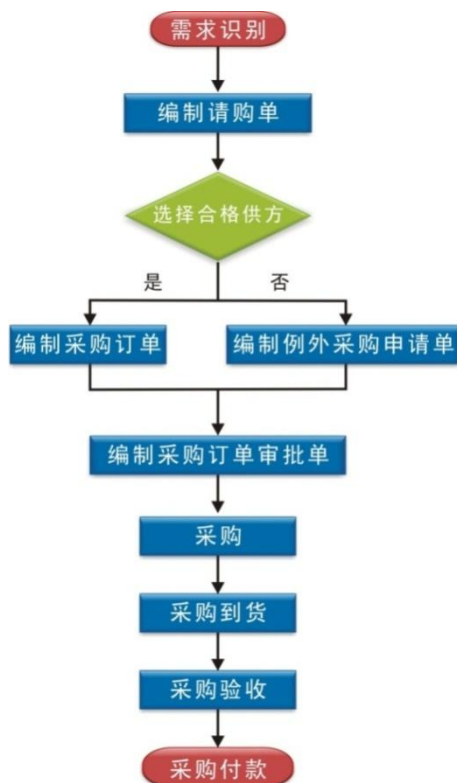 需求识别
编制请购单
选择合格供方
是
否
编制采购订单
编制例外采购申请单
编制采购订单审批单
采购
采购到货
采购验收
采购付款